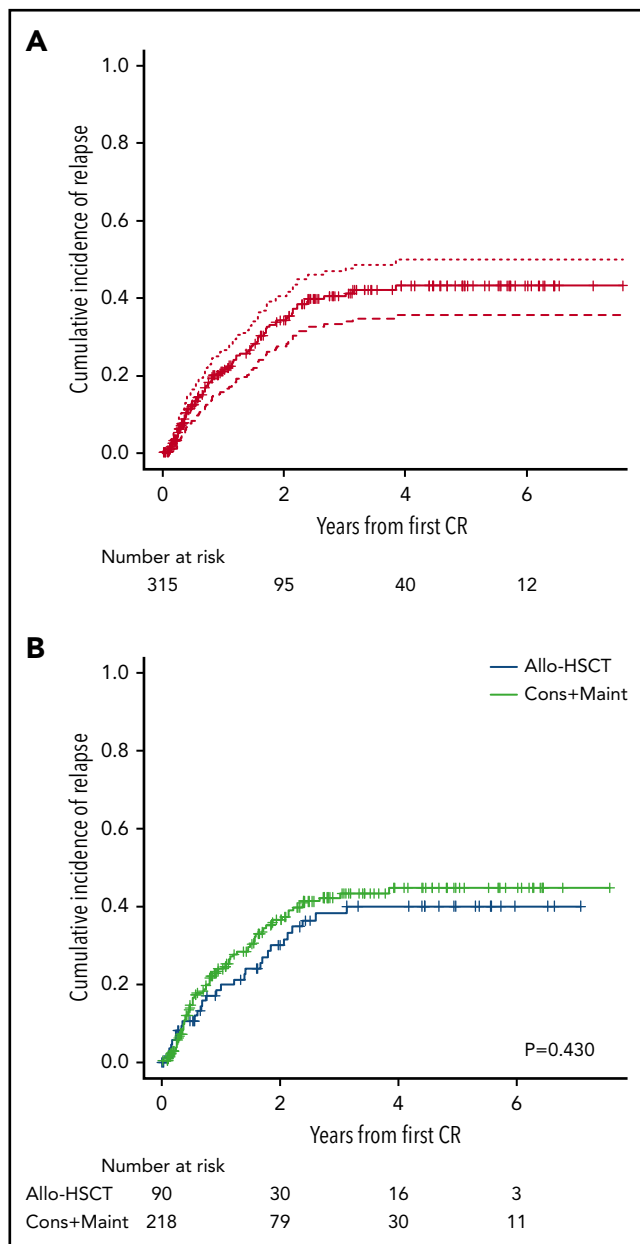 A
1.0
0.8
0.6
0.4
0.2
0.0
Cumulative incidence of relapse
0 2 4 6
Years from first CR
Number at risk
315 95 40 12
B
Allo-HSCT
Cons+Maint
1.0
0.8
0.6
0.4
0.2
0.0
Cumulative incidence of relapse
P=0.430
0 2 4 6
Years from first CR
Number at risk
Allo-HSCT 90 30 16 3
Cons+Maint 218 79 30 11